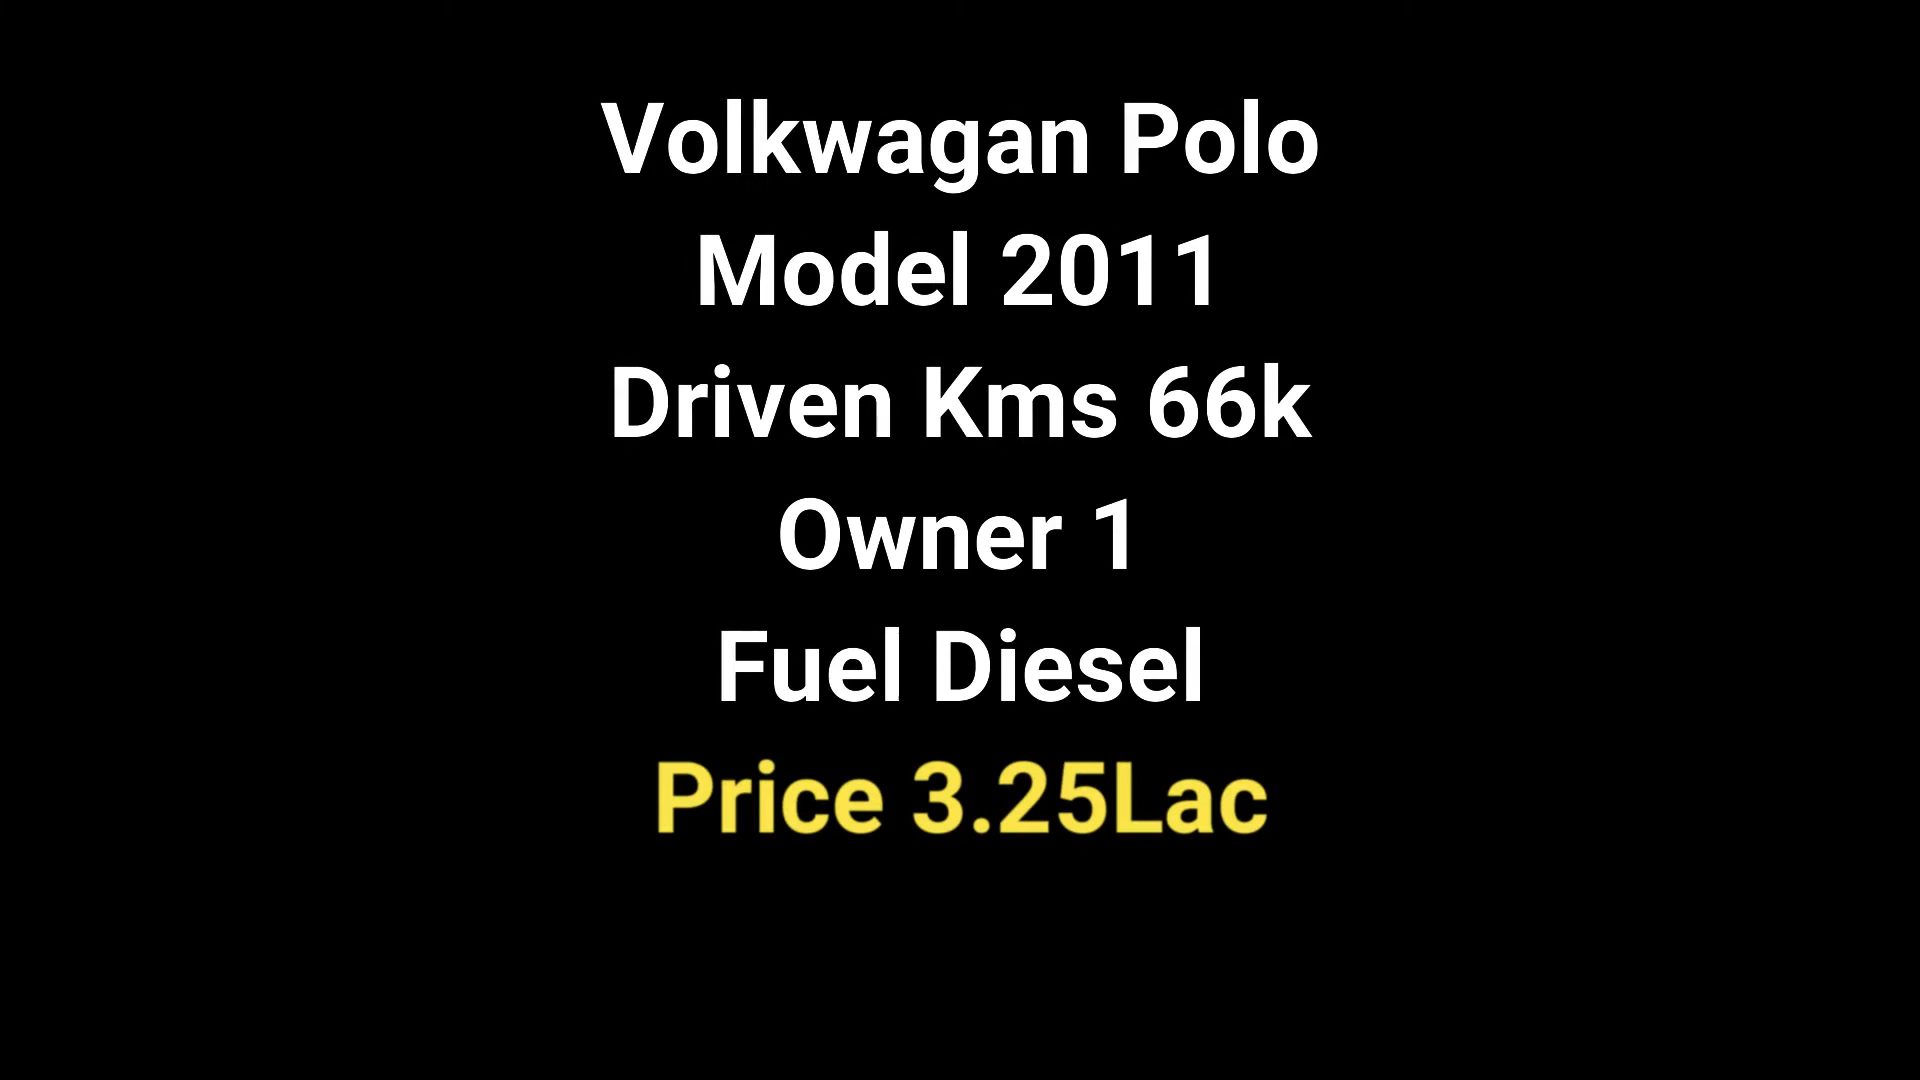 Volkwagan Polo
Model 2011
Driven Kms 66k
Owner 1
Fuel Diesel
Price 3.25Lac